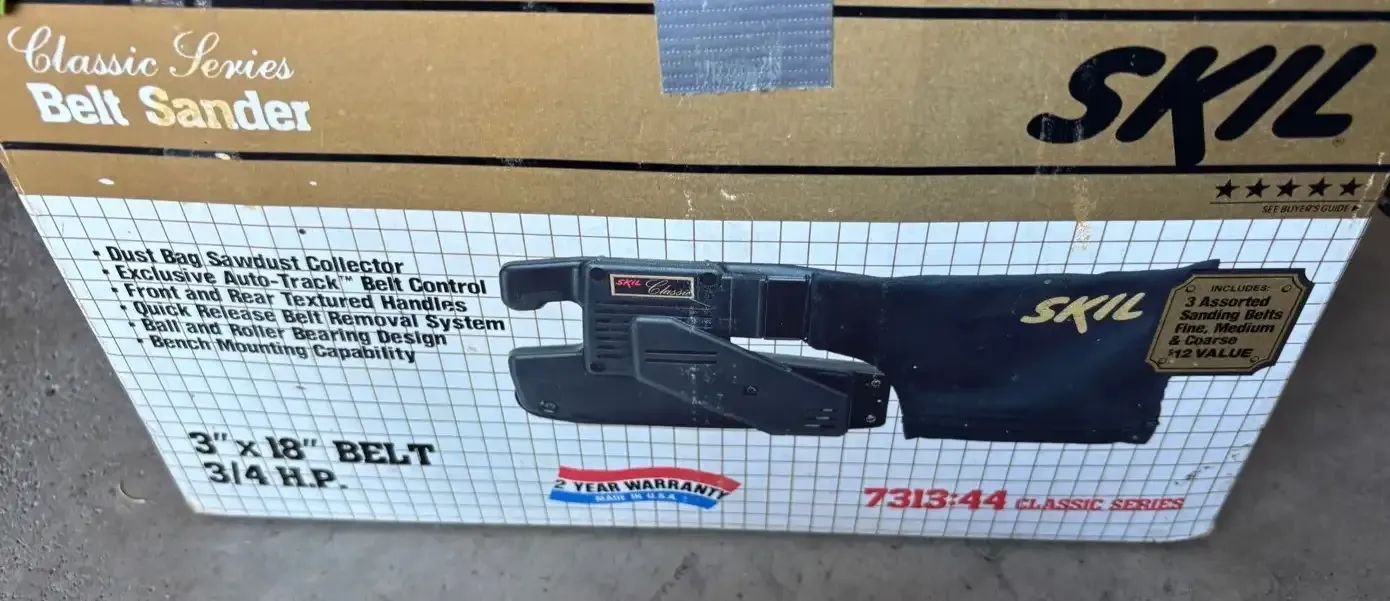 Classic Series
Belt Sander
SKIL
★★★★★
SEE BUYER'S GUIDE ▶
• Dust Bag Sawdust Collector
• Exclusive Auto-Track™ Belt Control
• Front and Rear Textured Handles
• Quick Release Belt Removal System
• Ball and Roller Bearing Design
• Bench Mounting Capability
SKIL Classic
SKIL
INCLUDES:
3 Assorted
Sanding Belts
Fine, Medium
& Coarse
$12 VALUE
3" x 18" BELT
3/4 H.P.
2 YEAR WARRANTY
MADE IN U.S.A.
7313:44 CLASSIC SERIES